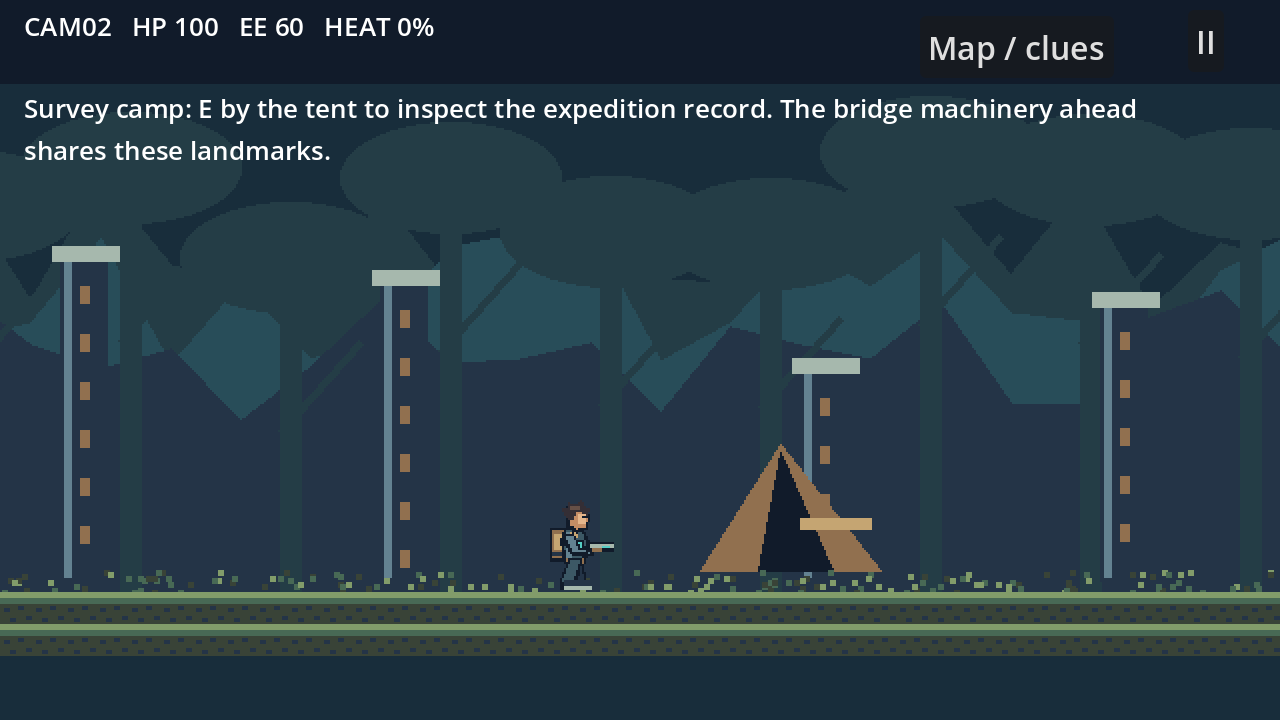 CAM02 HP 100 EE 60 HEAT 0%
Map / clues
II
Survey camp: E by the tent to inspect the expedition record. The bridge machinery ahead
shares these landmarks.